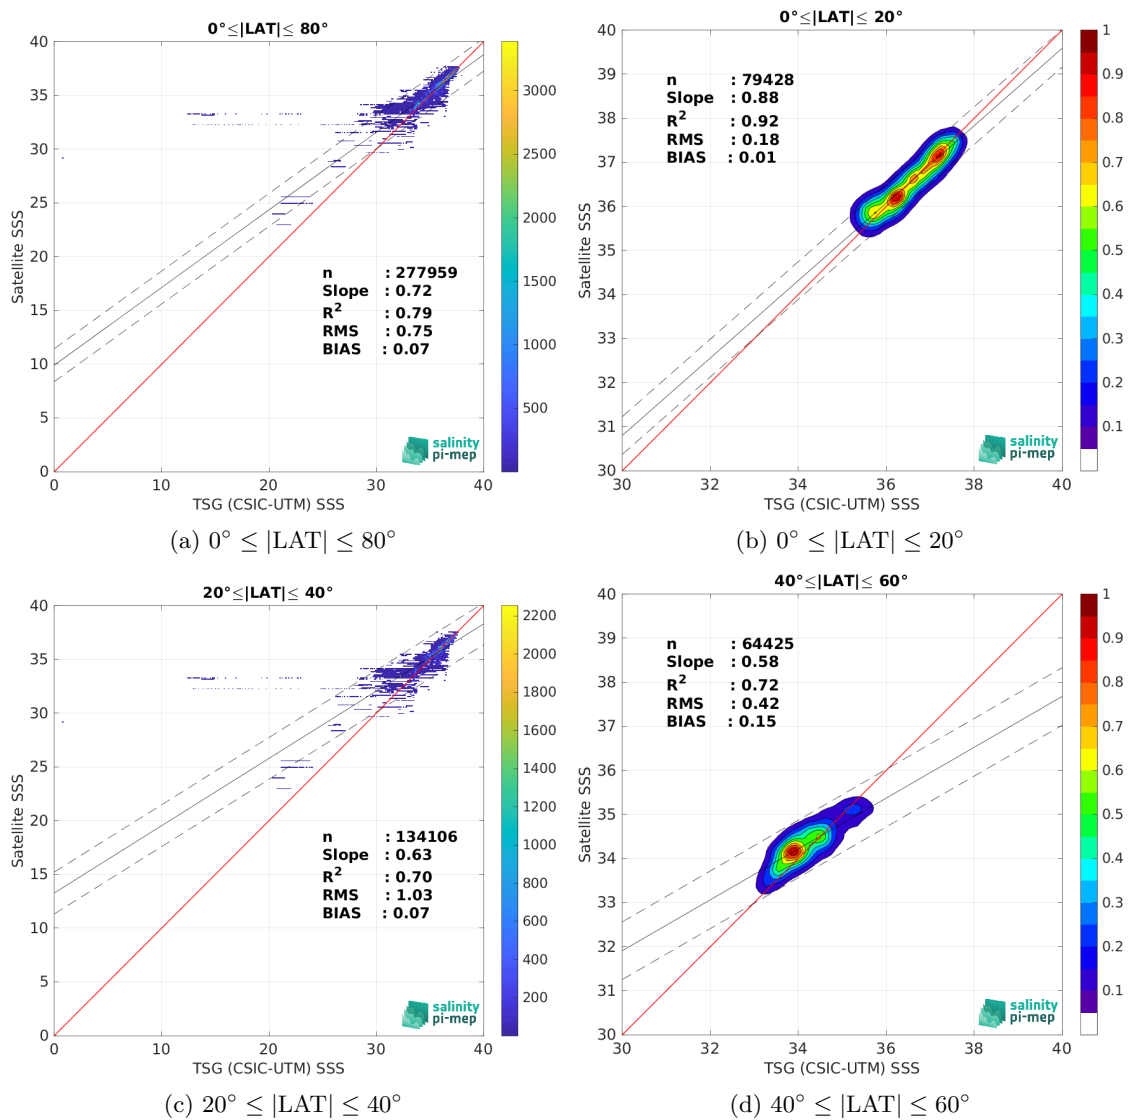 0°≤|LAT|≤ 80°
40
35
30
25
20
15
10
5
0
Satellite SSS
n : 277959
Slope : 0.72
R² : 0.79
RMS : 0.75
BIAS : 0.07
salinity
pi-mep
0 10 20 30 40
TSG (CSIC-UTM) SSS
3000
2500
2000
1500
1000
500
(a) 0° ≤ |LAT| ≤ 80°
0°≤|LAT|≤ 20°
40
39
38
37
36
35
34
33
32
31
30
Satellite SSS
n : 79428
Slope : 0.88
R² : 0.92
RMS : 0.18
BIAS : 0.01
salinity
pi-mep
30 32 34 36 38 40
TSG (CSIC-UTM) SSS
1
0.9
0.8
0.7
0.6
0.5
0.4
0.3
0.2
0.1
(b) 0° ≤ |LAT| ≤ 20°
20°≤|LAT|≤ 40°
40
35
30
25
20
15
10
5
0
Satellite SSS
n : 134106
Slope : 0.63
R² : 0.70
RMS : 1.03
BIAS : 0.07
salinity
pi-mep
0 10 20 30 40
TSG (CSIC-UTM) SSS
2200
2000
1800
1600
1400
1200
1000
800
600
400
200
(c) 20° ≤ |LAT| ≤ 40°
40°≤|LAT|≤ 60°
40
39
38
37
36
35
34
33
32
31
30
Satellite SSS
n : 64425
Slope : 0.58
R² : 0.72
RMS : 0.42
BIAS : 0.15
salinity
pi-mep
30 32 34 36 38 40
TSG (CSIC-UTM) SSS
1
0.9
0.8
0.7
0.6
0.5
0.4
0.3
0.2
0.1
(d) 40° ≤ |LAT| ≤ 60°